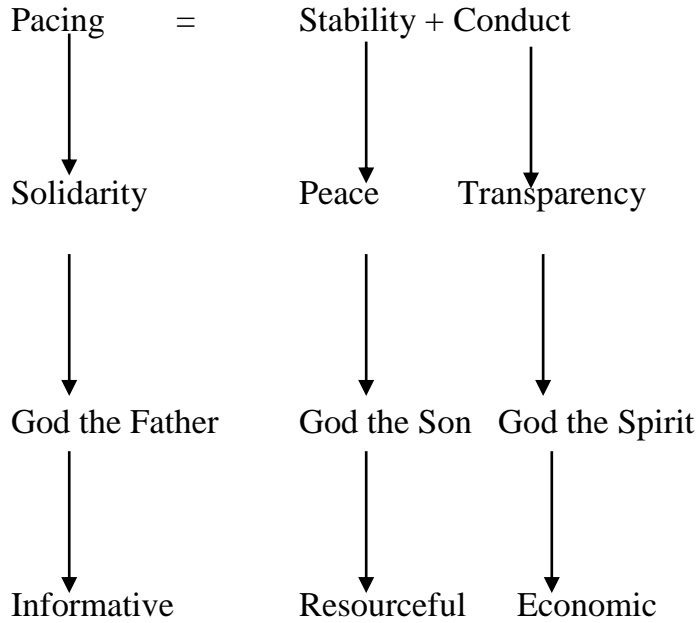 Pacing = Stability + Conduct
Solidarity Peace Transparency
God the Father God the Son God the Spirit
Informative Resourceful Economic